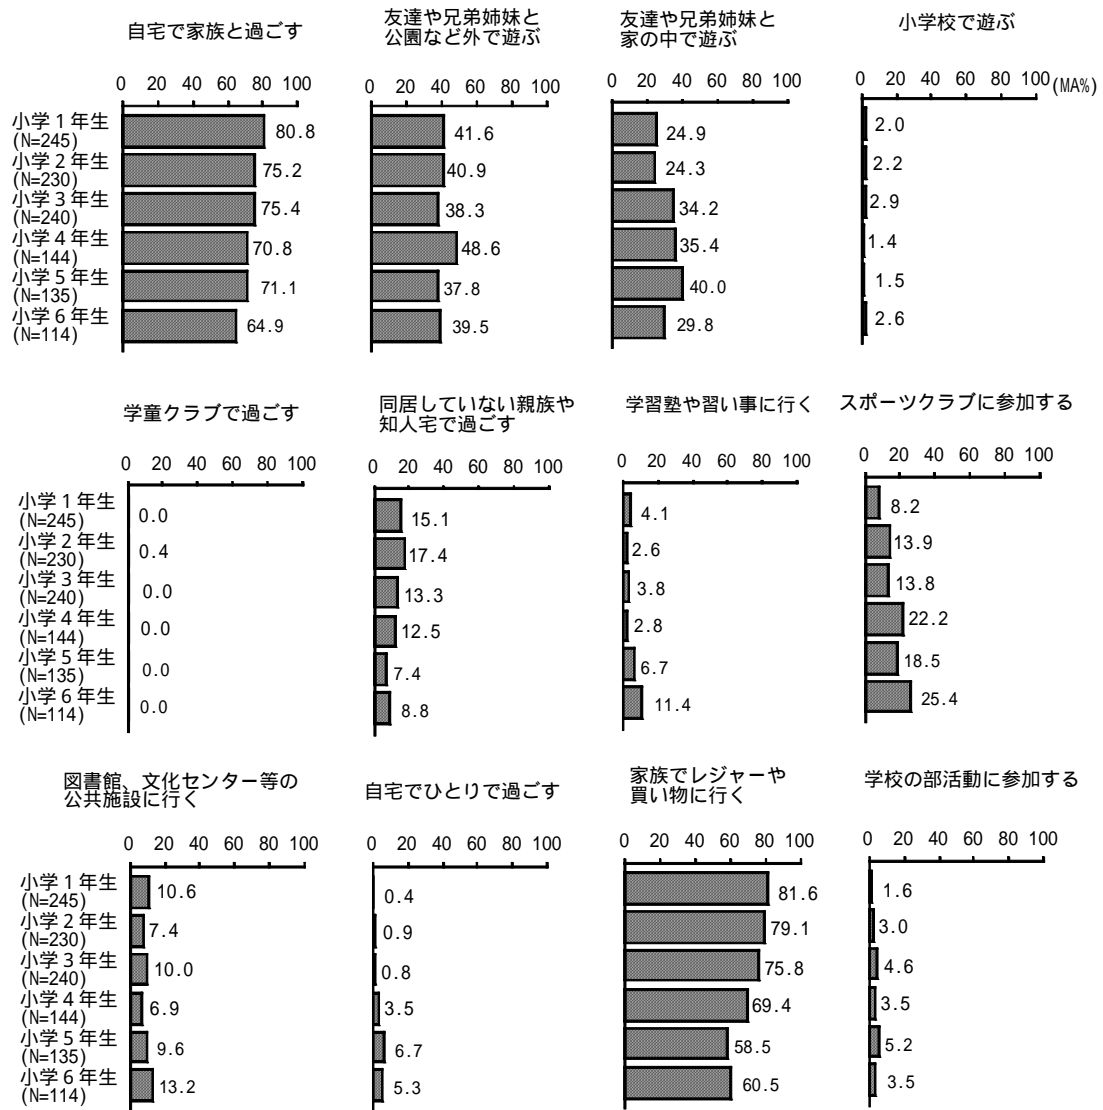 自宅で家族と過ごす
友達や兄弟姉妹と
公園など外で遊ぶ
友達や兄弟姉妹と
家の中で遊ぶ
小学校で遊ぶ
0 20 40 60 80 100
0 20 40 60 80 100
0 20 40 60 80 100
0 20 40 60 80 100 (MA%)
小学1年生
(N=245)
80.8 41.6 24.9 2.0
小学2年生
(N=230)
75.2 40.9 24.3 2.2
小学3年生
(N=240)
75.4 38.3 34.2 2.9
小学4年生
(N=144)
70.8 48.6 35.4 1.4
小学5年生
(N=135)
71.1 37.8 40.0 1.5
小学6年生
(N=114)
64.9 39.5 29.8 2.6
学童クラブで過ごす
同居していない親族や
知人宅で過ごす
学習塾や習い事に行く
スポーツクラブに参加する
0 20 40 60 80 100
0 20 40 60 80 100
0 20 40 60 80 100
0 20 40 60 80 100
小学1年生
(N=245)
0.0 15.1 4.1 8.2
小学2年生
(N=230)
0.4 17.4 2.6 13.9
小学3年生
(N=240)
0.0 13.3 3.8 13.8
小学4年生
(N=144)
0.0 12.5 2.8 22.2
小学5年生
(N=135)
0.0 7.4 6.7 18.5
小学6年生
(N=114)
0.0 8.8 11.4 25.4
図書館、文化センター等の
公共施設に行く
自宅でひとりで過ごす
家族でレジャーや
買い物に行く
学校の部活動に参加する
0 20 40 60 80 100
0 20 40 60 80 100
0 20 40 60 80 100
0 20 40 60 80 100
小学1年生
(N=245)
10.6 0.4 81.6 1.6
小学2年生
(N=230)
7.4 0.9 79.1 3.0
小学3年生
(N=240)
10.0 0.8 75.8 4.6
小学4年生
(N=144)
6.9 3.5 69.4 3.5
小学5年生
(N=135)
9.6 6.7 58.5 5.2
小学6年生
(N=114)
13.2 5.3 60.5 3.5